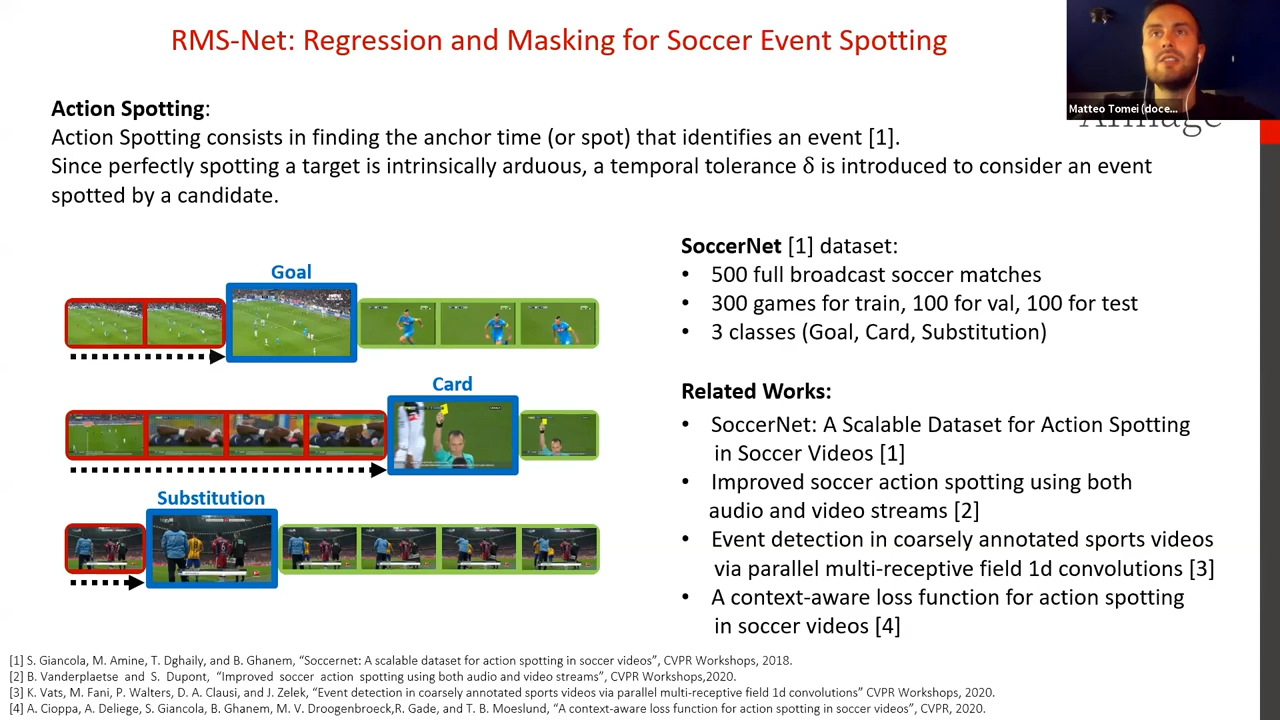 RMS-Net: Regression and Masking for Soccer Event Spotting
Matteo Tomei (doce...
Action Spotting:
Action Spotting consists in finding the anchor time (or spot) that identifies an event [1].
Since perfectly spotting a target is intrinsically arduous, a temporal tolerance δ is introduced to consider an event
spotted by a candidate.
Goal
Card
Substitution
SoccerNet [1] dataset:
• 500 full broadcast soccer matches
• 300 games for train, 100 for val, 100 for test
• 3 classes (Goal, Card, Substitution)
Related Works:
• SoccerNet: A Scalable Dataset for Action Spotting
in Soccer Videos [1]
• Improved soccer action spotting using both
audio and video streams [2]
• Event detection in coarsely annotated sports videos
via parallel multi-receptive field 1d convolutions [3]
• A context-aware loss function for action spotting
in soccer videos [4]
[1] S. Giancola, M. Amine, T. Dghaily, and B. Ghanem, “Soccernet: A scalable dataset for action spotting in soccer videos”, CVPR Workshops, 2018.
[2] B. Vanderplaetse and S. Dupont, “Improved soccer action spotting using both audio and video streams”, CVPR Workshops,2020.
[3] K. Vats, M. Fani, P. Walters, D. A. Clausi, and J. Zelek, “Event detection in coarsely annotated sports videos via parallel multi-receptive field 1d convolutions” CVPR Workshops, 2020.
[4] A. Cioppa, A. Deliege, S. Giancola, B. Ghanem, M. V. Droogenbroeck,R. Gade, and T. B. Moeslund, “A context-aware loss function for action spotting in soccer videos”, CVPR, 2020.